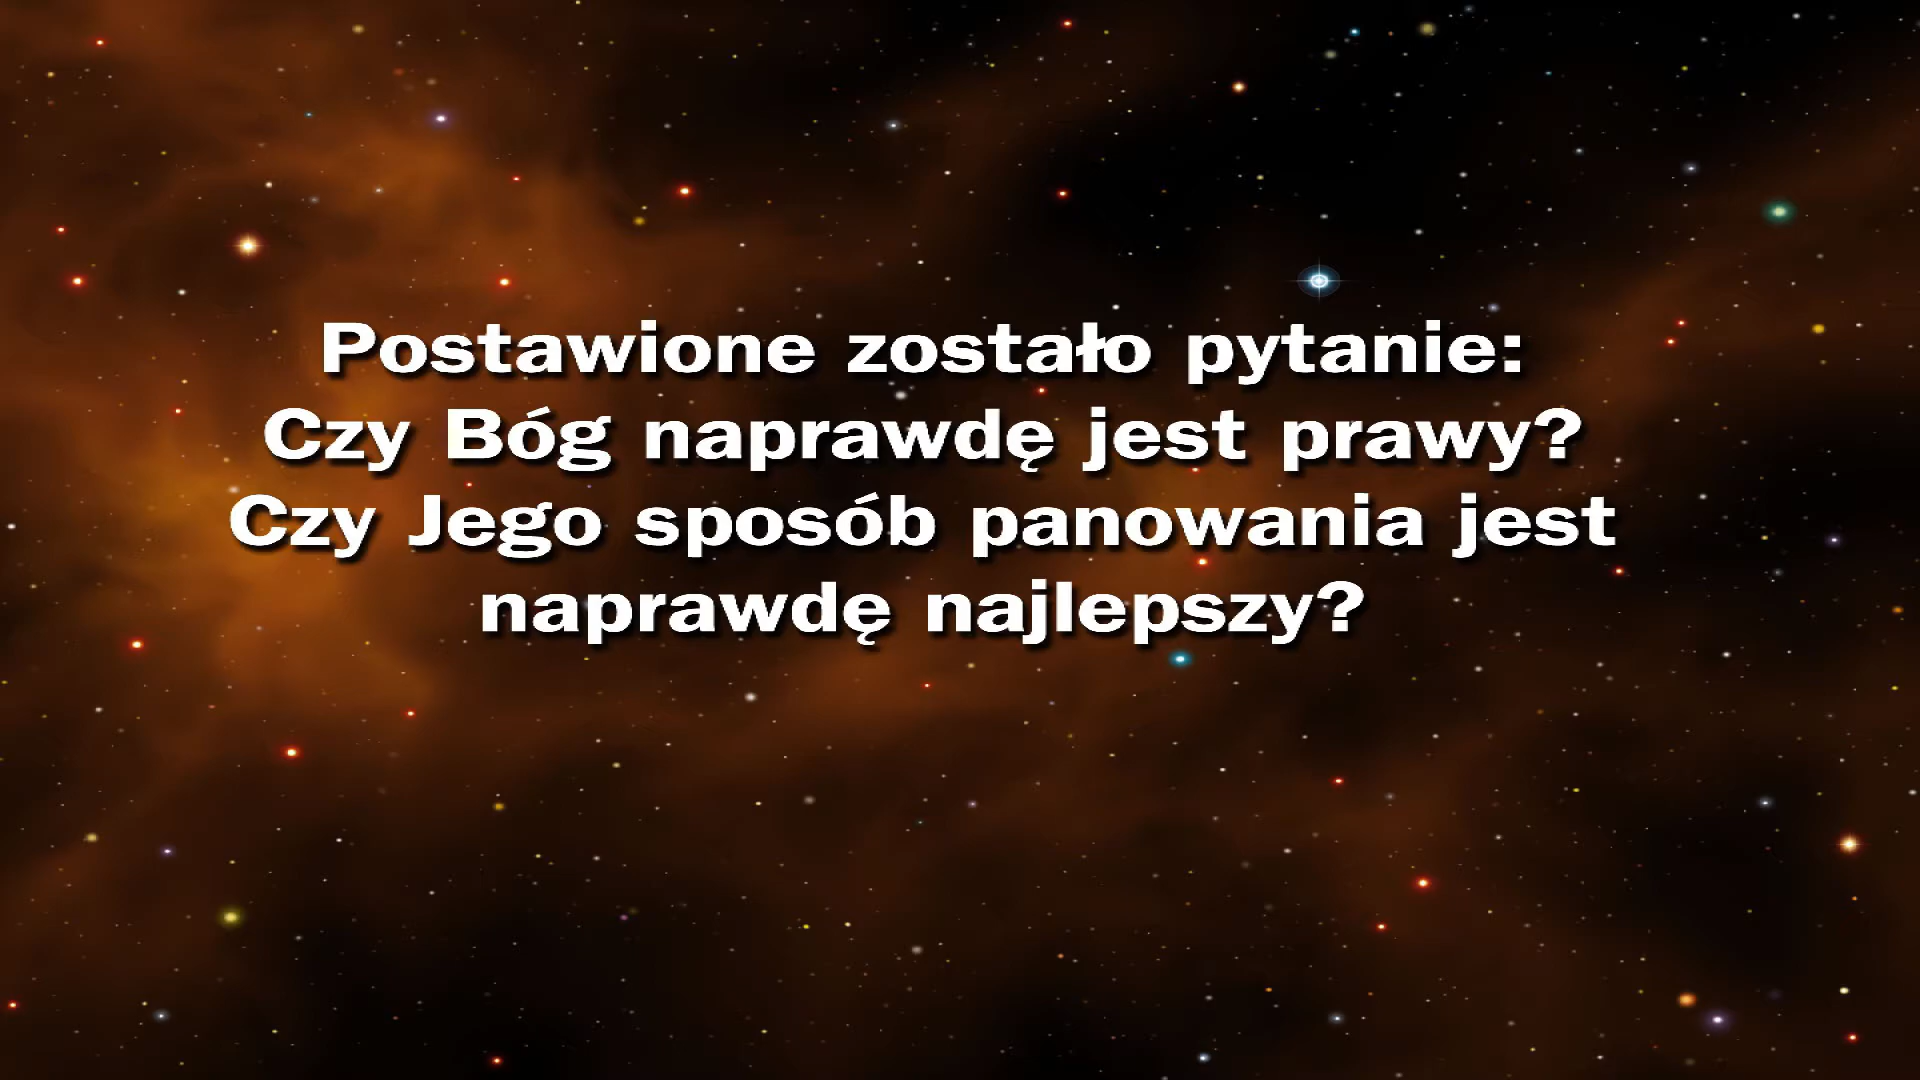 Postawione zostało pytanie:
Czy Bóg naprawdę jest prawy?
Czy Jego sposób panowania jest
naprawdę najlepszy?